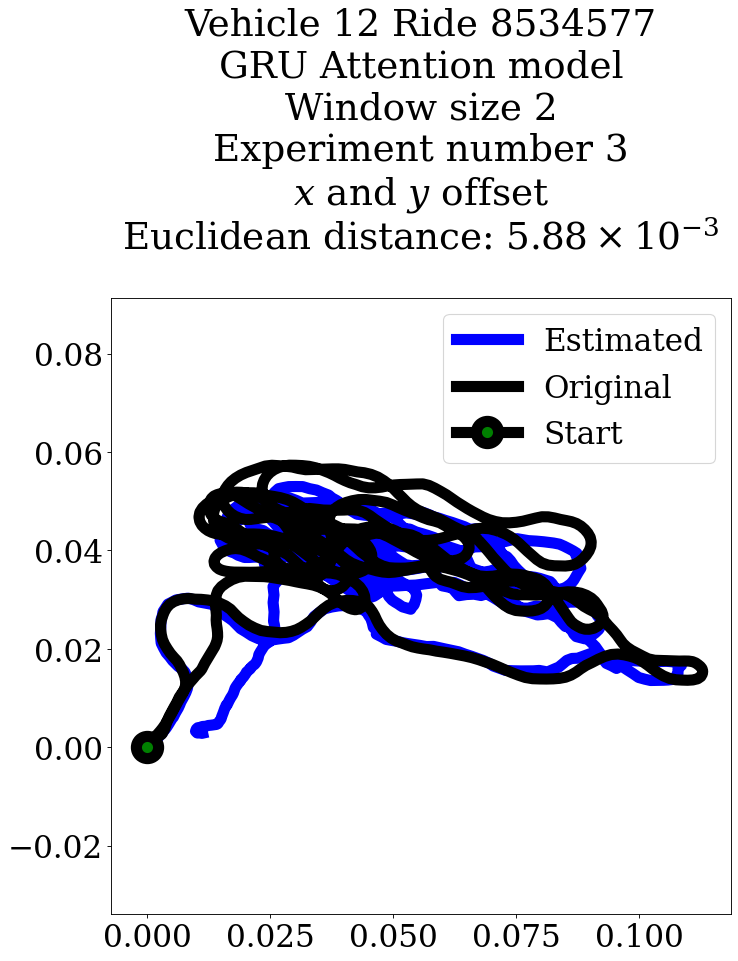 Vehicle 12 Ride 8534577
GRU Attention model
Window size 2
Experiment number 3
x and y offset
Euclidean distance: 5.88 × 10⁻³
Estimated
Original
Start
0.08
0.06
0.04
0.02
0.00
−0.02
0.000 0.025 0.050 0.075 0.100